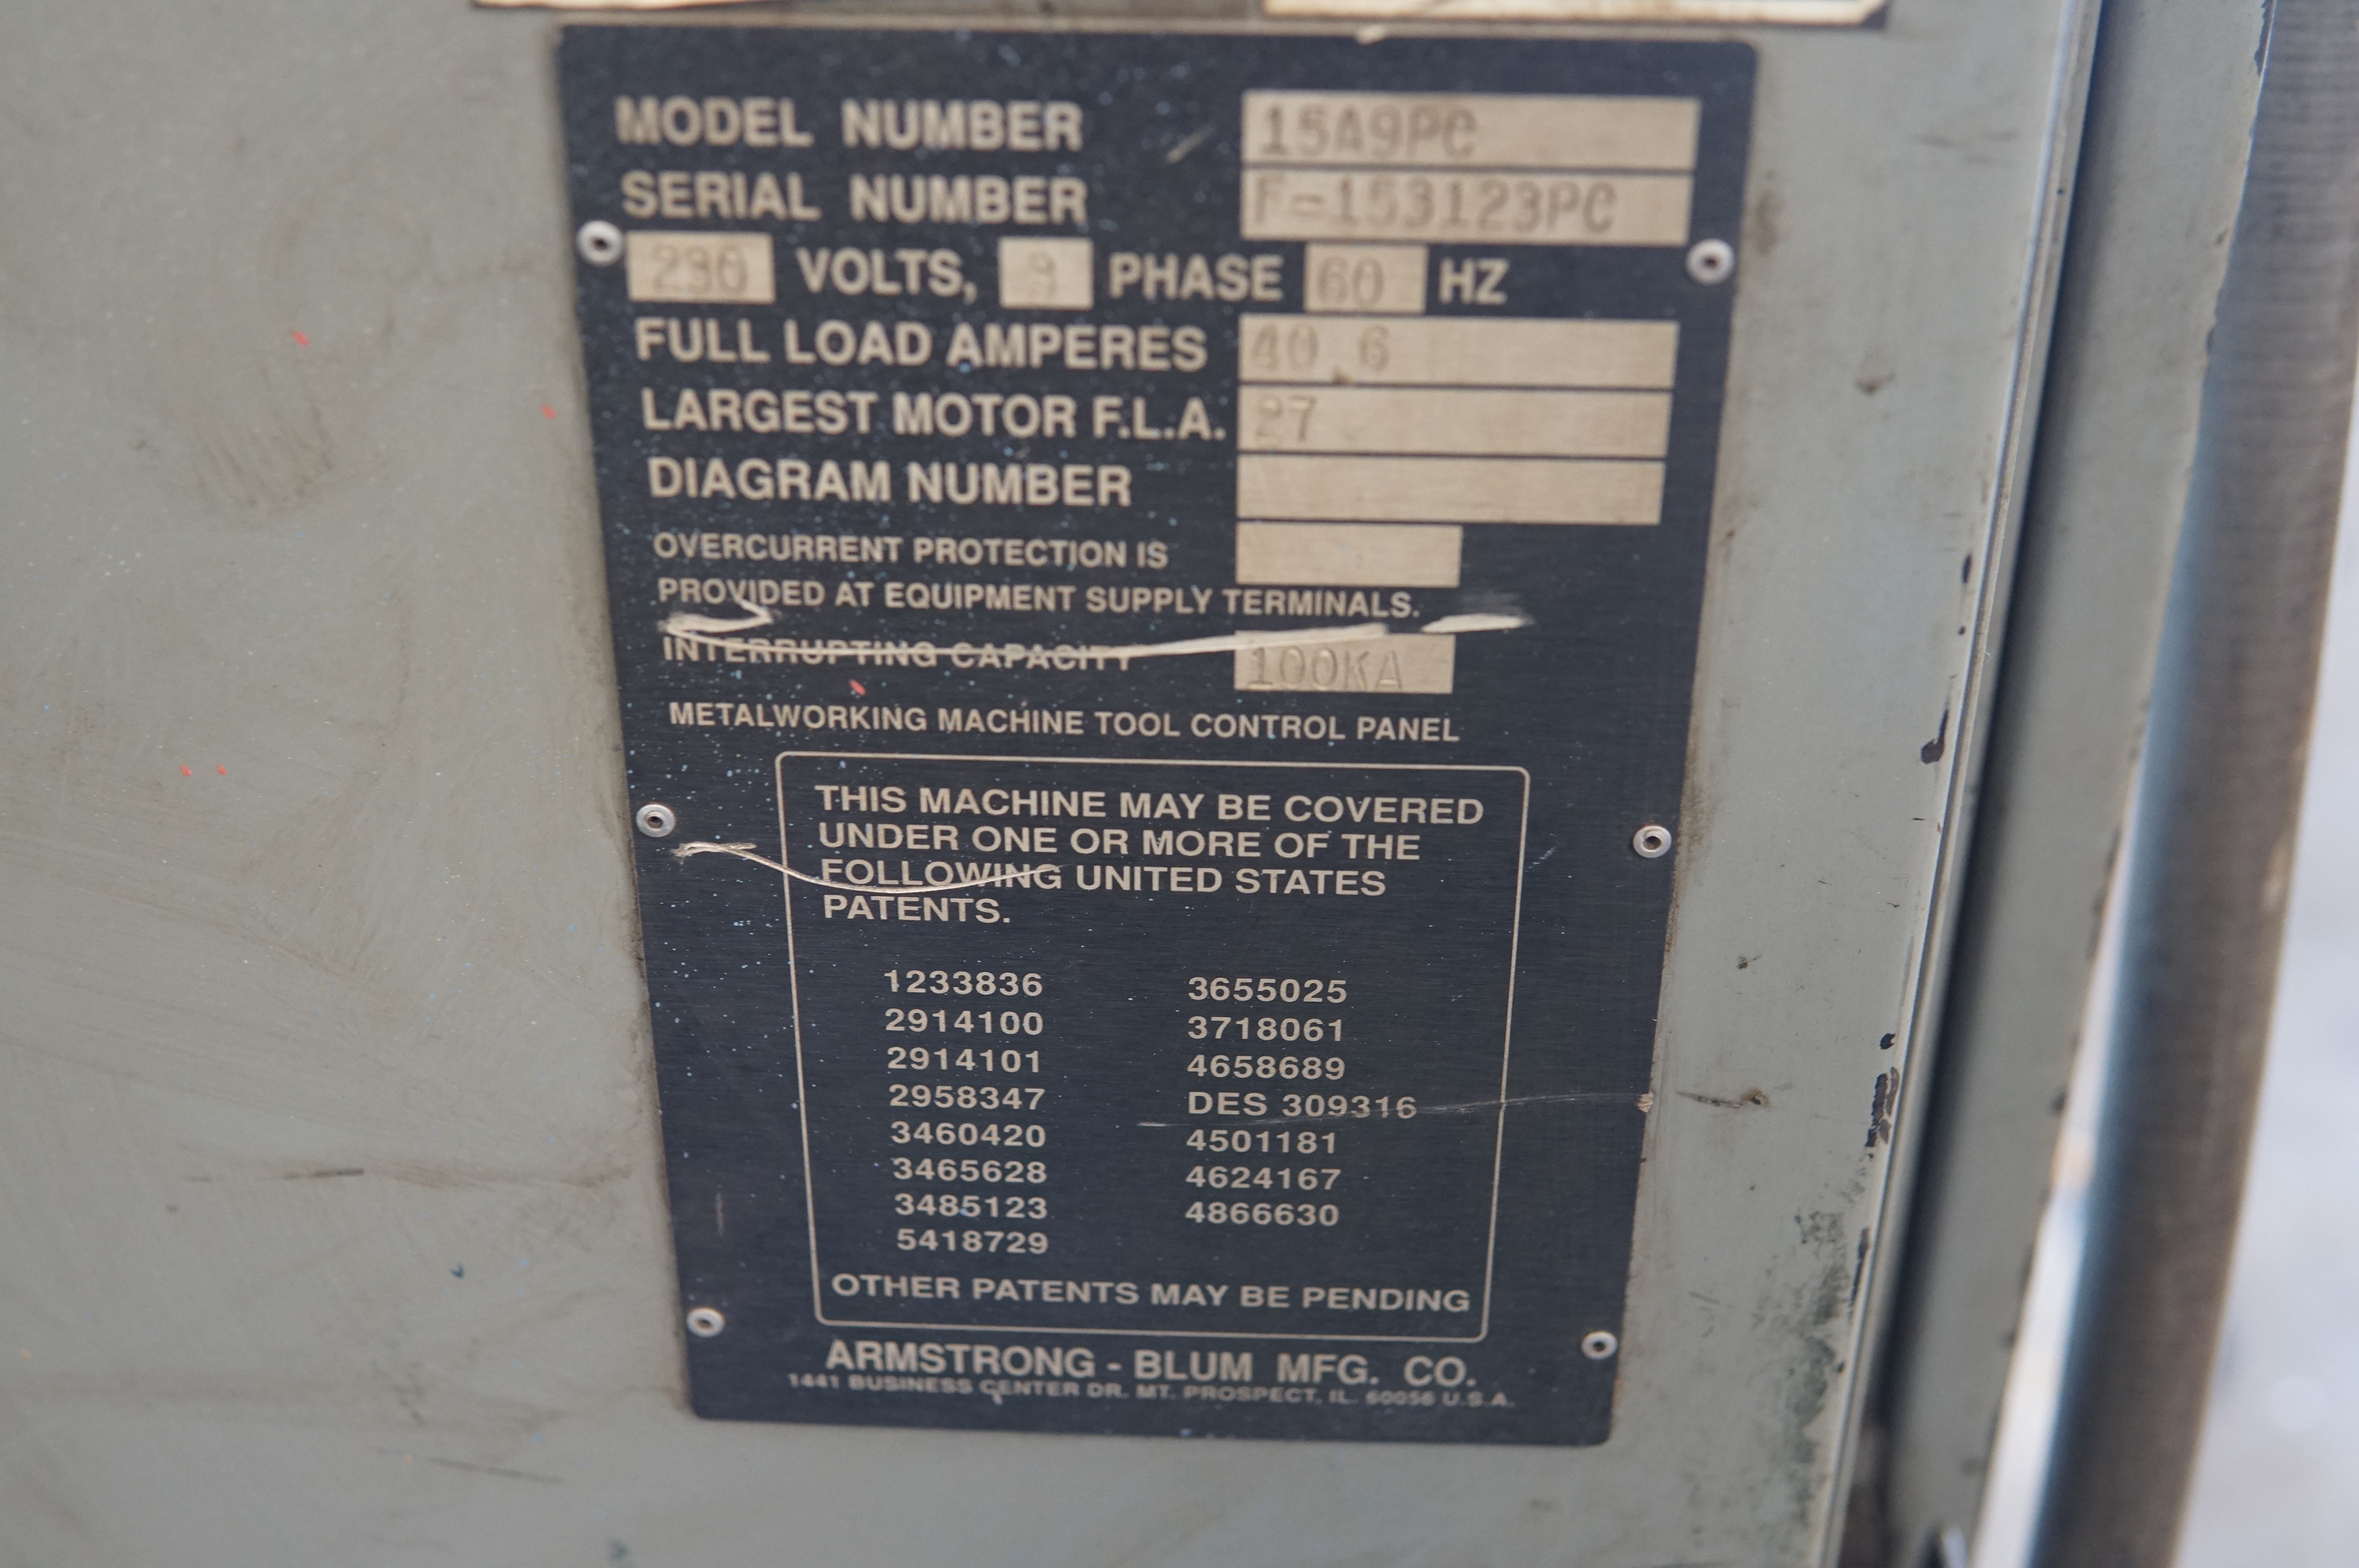 MODEL NUMBER 15A9PC
SERIAL NUMBER F-153123PC
230 VOLTS, 3 PHASE 60 HZ
FULL LOAD AMPERES 40.6
LARGEST MOTOR F.L.A. 27
DIAGRAM NUMBER
OVERCURRENT PROTECTION IS
PROVIDED AT EQUIPMENT SUPPLY TERMINALS.
INTERRUPTING CAPACITY 100KA
METALWORKING MACHINE TOOL CONTROL PANEL
THIS MACHINE MAY BE COVERED
UNDER ONE OR MORE OF THE
FOLLOWING UNITED STATES
PATENTS.
1233836 3655025
2914100 3718061
2914101 4658689
2958347 DES 309316
3460420 4501181
3465628 4624167
3485123 4866630
5418729
OTHER PATENTS MAY BE PENDING
ARMSTRONG - BLUM MFG. CO.
1441 BUSINESS CENTER DR. MT. PROSPECT, IL. 60056 U.S.A.